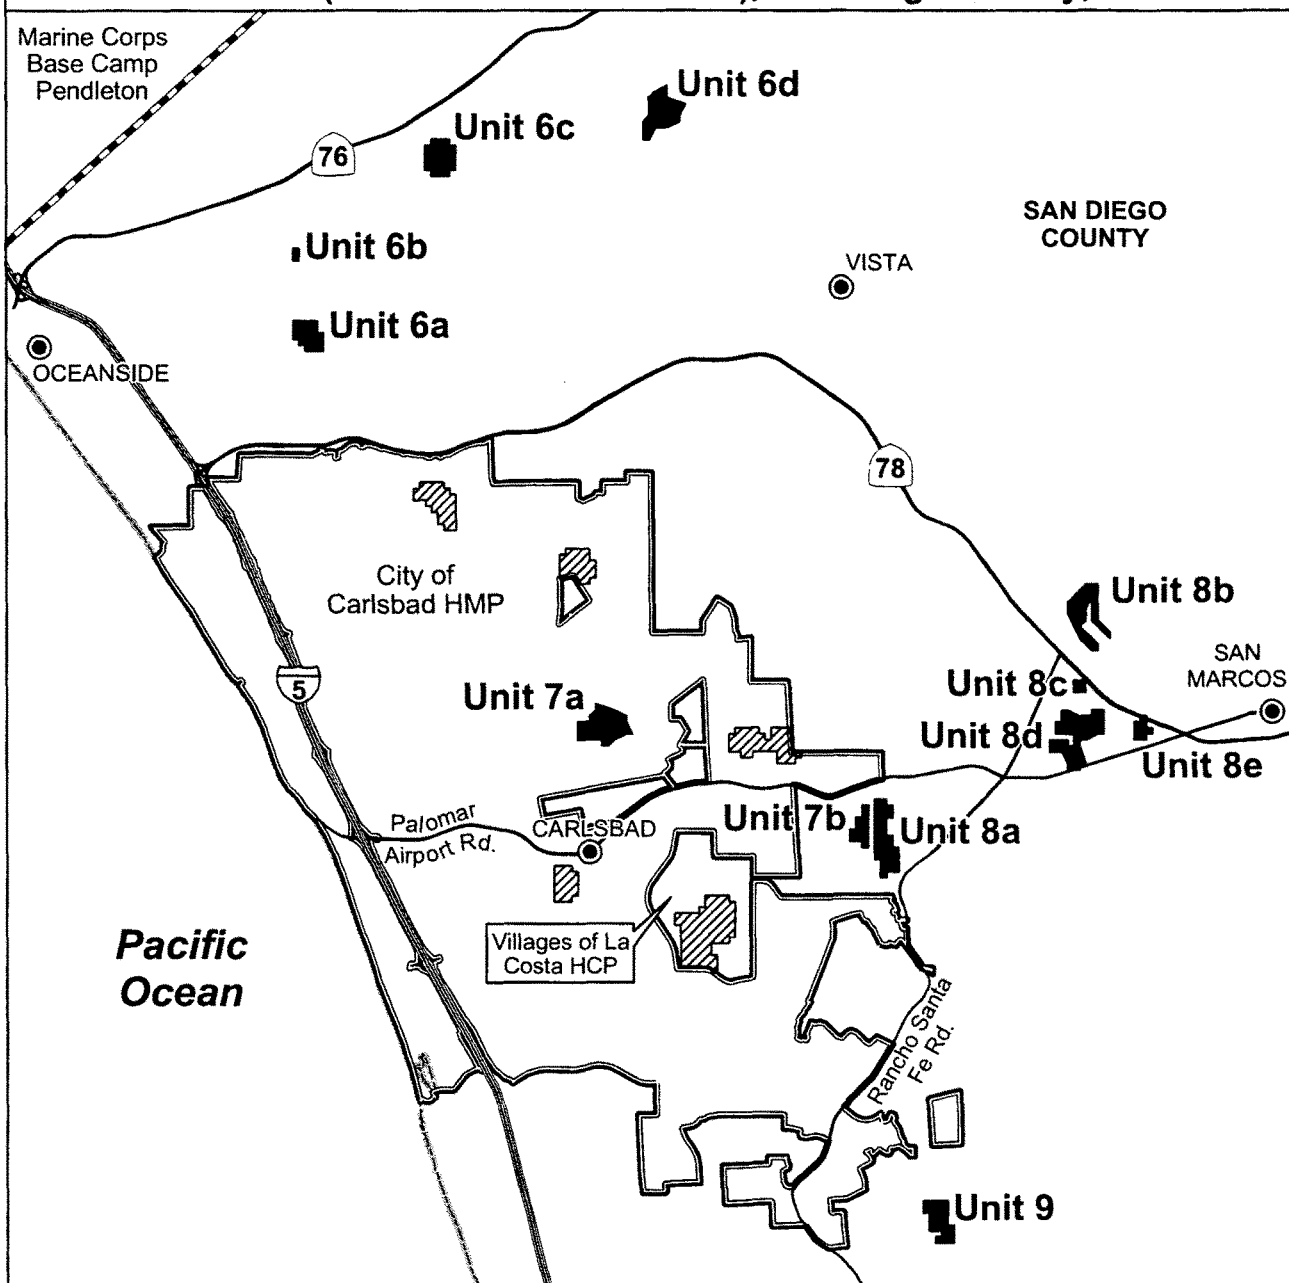 Marine Corps
Base Camp
Pendleton
Unit 6d
Unit 6c
76
SAN DIEGO
COUNTY
Unit 6b
VISTA
Unit 6a
OCEANSIDE
78
City of
Carlsbad HMP
Unit 8b
SAN
MARCOS
5
Unit 7a
Unit 8c
Unit 8d
Unit 8e
Palomar
Airport Rd.
CARLSBAD
Unit 7b
Unit 8a
Villages of La
Costa HCP
Pacific
Ocean
Rancho Santa
Fe Rd.
Unit 9